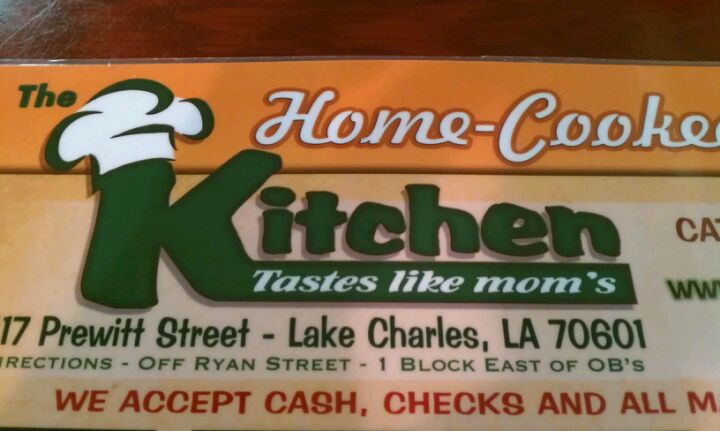 The
Home-Cooke
Kitchen
Tastes like mom's
CA
WW
17 Prewitt Street - Lake Charles, LA 70601
IRECTIONS - OFF RYAN STREET - 1 BLOCK EAST OF OB'S
WE ACCEPT CASH, CHECKS AND ALL M